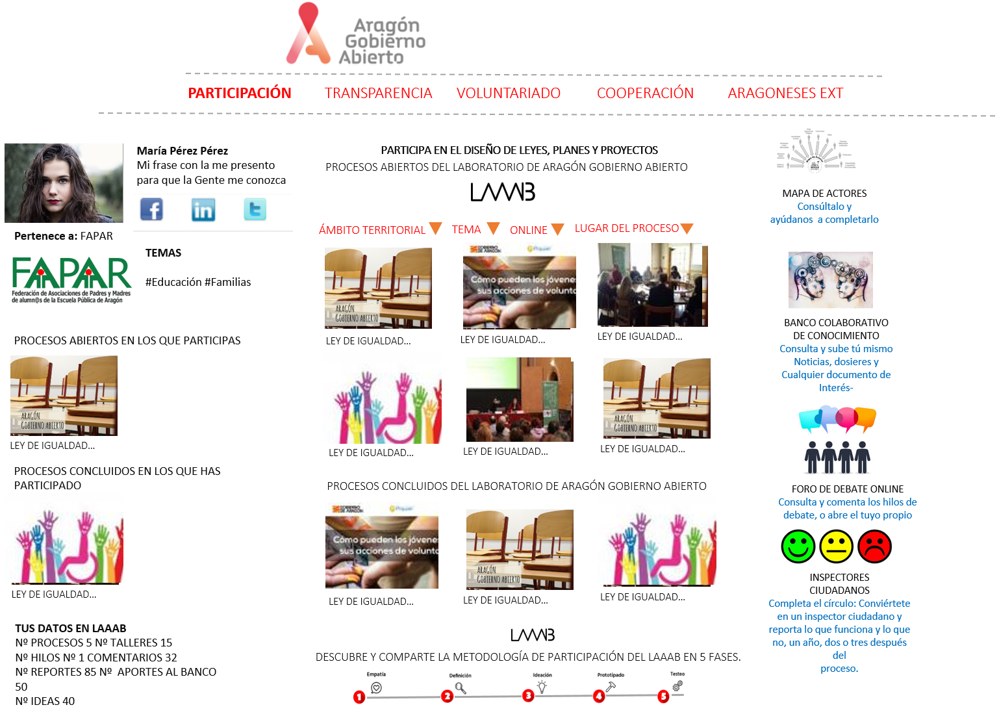 Aragón
Gobierno
Abierto
PARTICIPACIÓN TRANSPARENCIA VOLUNTARIADO COOPERACIÓN ARAGONESES EXT
María Pérez Pérez
Mi frase con la me presento
para que la Gente me conozca
Pertenece a: FAPAR
FAPAR
Federación de Asociaciones de Padres y Madres
de alumn@s de la Escuela Pública de Aragón
TEMAS
#Educación #Familias
PROCESOS ABIERTOS EN LOS QUE PARTICIPAS
ARAGÓN
GOBIERNO ABIERTO
LEY DE IGUALDAD...
PROCESOS CONCLUIDOS EN LOS QUE HAS
PARTICIPADO
LEY DE IGUALDAD...
TUS DATOS EN LAAAB
Nº PROCESOS 5 Nº TALLERES 15
Nº HILOS Nº 1 COMENTARIOS 32
Nº REPORTES 85 Nº  APORTES AL BANCO
50
Nº IDEAS 40
PARTICIPA EN EL DISEÑO DE LEYES, PLANES Y PROYECTOS
PROCESOS ABIERTOS DEL LABORATORIO DE ARAGÓN GOBIERNO ABIERTO
LAAAB
ÁMBITO TERRITORIAL TEMA ONLINE LUGAR DEL PROCESO
ARAGÓN
GOBIERNO ABIERTO
GOBIERNO
DE ARAGON
Cómo pueden los jóvenes
sus acciones de volunta
LEY DE IGUALDAD...
LEY DE IGUALDAD...
LEY DE IGUALDAD...
ARAGÓN
GOBIERNO ABIERTO
LEY DE IGUALDAD...
LEY DE IGUALDAD...
LEY DE IGUALDAD...
PROCESOS CONCLUIDOS DEL LABORATORIO DE ARAGÓN GOBIERNO ABIERTO
GOBIERNO
DE ARAGON
Cómo pueden los jóvenes
sus acciones de volunta
ARAGÓN
GOBIERNO ABIERTO
LEY DE IGUALDAD...
LEY DE IGUALDAD...
LEY DE IGUALDAD...
LAAAB
DESCUBRE Y COMPARTE LA METODOLOGÍA DE PARTICIPACIÓN DEL LAAAB EN 5 FASES.
Empatía Definición Ideación Prototipado Testeo
1 2 3 4 5
MAPA DE ACTORES
Consúltalo y
ayúdanos  a completarlo
BANCO COLABORATIVO
DE CONOCIMIENTO
Consulta y sube tú mismo
Noticias, dosieres y
Cualquier documento de
Interés-
FORO DE DEBATE ONLINE
Consulta y comenta los hilos de
debate, o abre el tuyo propio
INSPECTORES
CIUDADANOS
Completa el círculo: Conviértete
en un inspector ciudadano y
reporta lo que funciona y lo que
no, un año, dos o tres después
del
proceso.